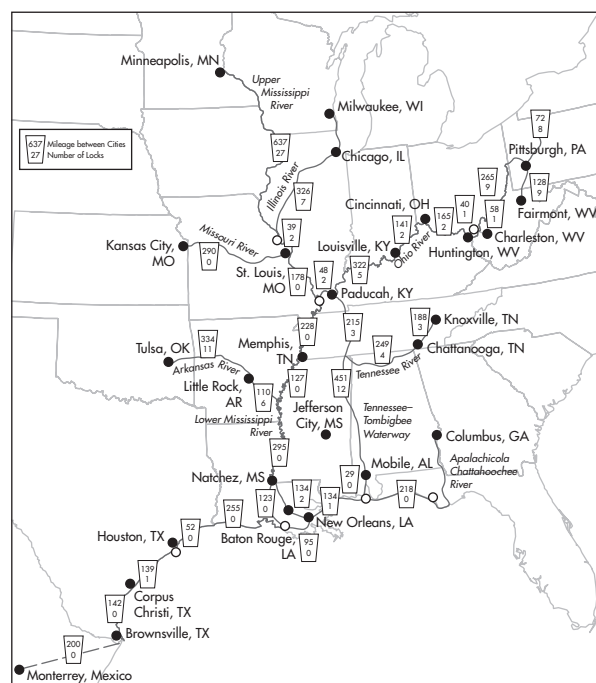 Minneapolis, MN
Upper
Mississippi
River
Milwaukee, WI
637 Mileage between Cities
27 Number of Locks
637
27
Chicago, IL
72
8
Pittsburgh, PA
Illinois River
326
7
265
9
128
9
Cincinnati, OH
40
1
58
1
Fairmont, WV
165
2
Missouri River
39
2
141
2
Louisville, KY
Ohio River
Charleston, WV
Huntington, WV
Kansas City,
MO
290
0
St. Louis,
MO
178
0
48
2
322
5
Paducah, KY
228
0
215
3
188
3
Knoxville, TN
Tulsa, OK
334
11
Memphis,
TN
249
4
Chattanooga, TN
Arkansas River
Tennessee River
Little Rock,
AR
127
0
451
12
110
6
Jefferson
City, MS
Tennessee–
Tombigbee
Waterway
Lower Mississippi
River
Columbus, GA
295
0
Apalachicola
Chattahoochee
River
Natchez, MS
Mobile, AL
29
0
218
0
134
2
134
1
123
0
255
0
New Orleans, LA
Baton Rouge,
LA
95
0
Houston, TX
52
0
139
1
Corpus
Christi, TX
142
0
Brownsville, TX
200
0
Monterrey, Mexico